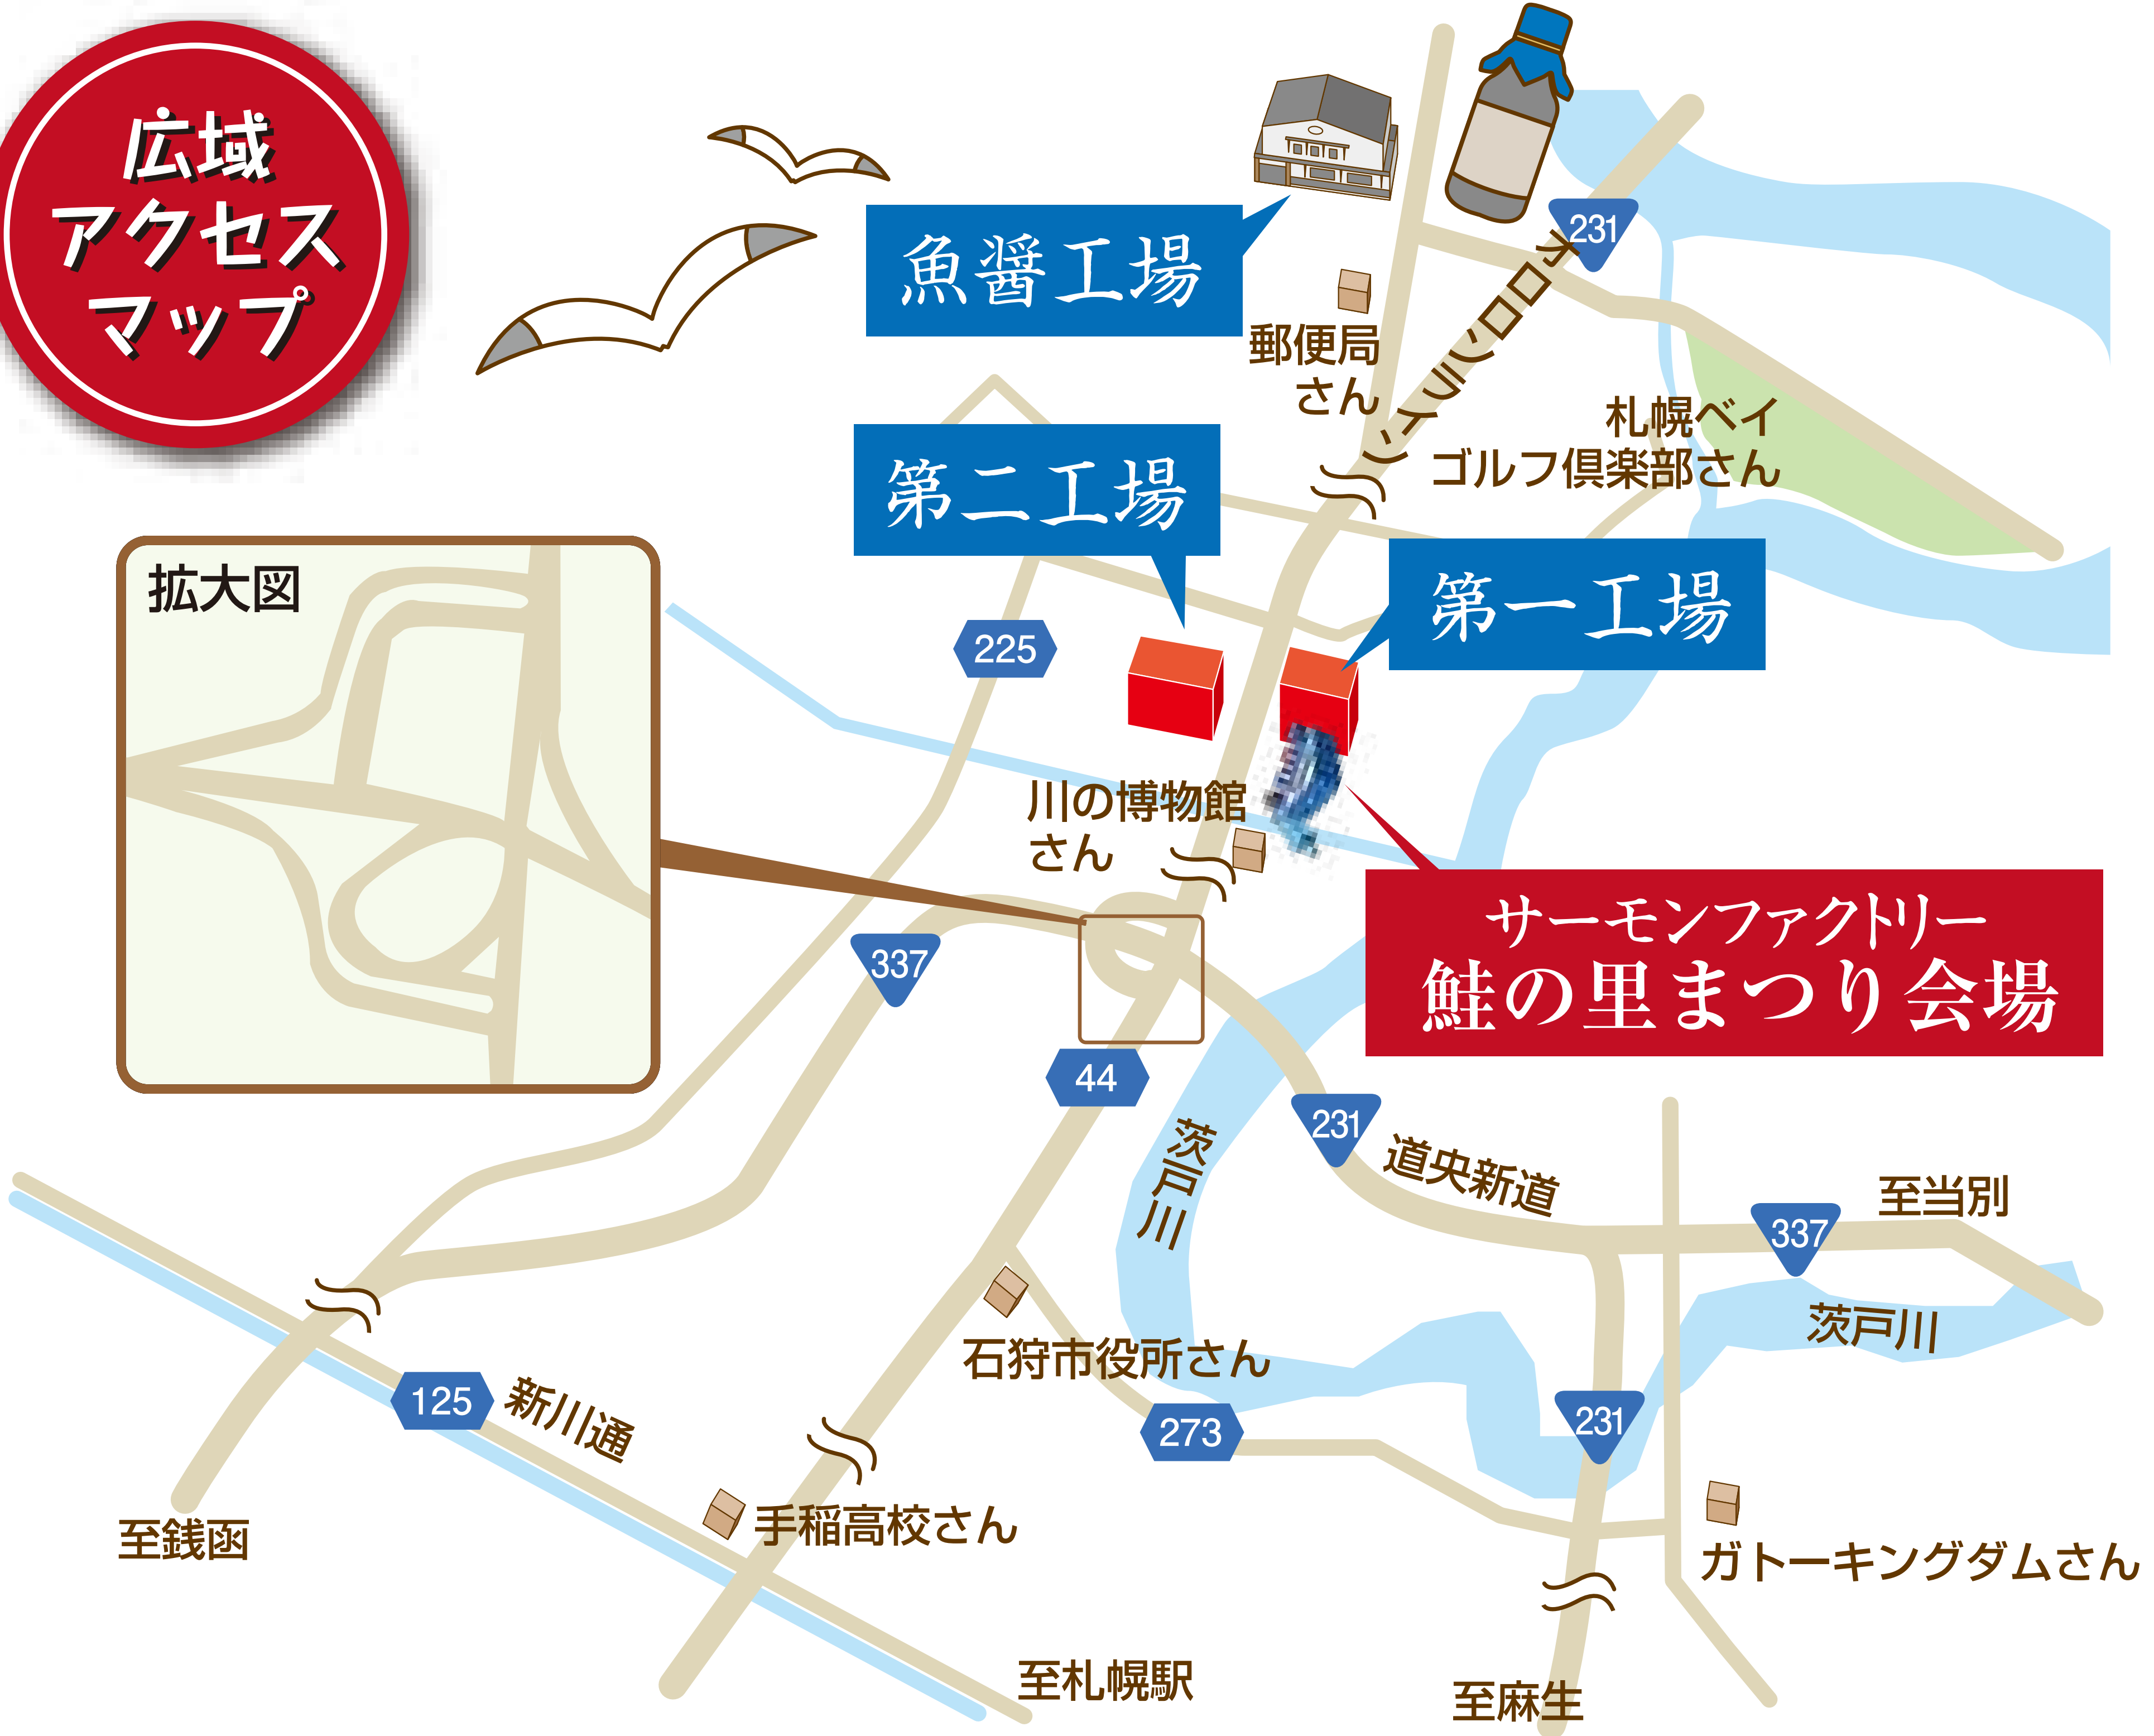 広域
アクセス
マップ
231
魚醤工場
オロロンライン
郵便局
さん
札幌ベイ
ゴルフ倶楽部さん
第二工場
第一工場
拡大図
225
川の博物館
さん
サーモンファクトリー
鮭の里まつり会場
337
44
231
茨戸川
道央新道
至当別
337
茨戸川
石狩市役所さん
125
新川通
273
231
手稲高校さん
至銭函
ガトーキングダムさん
至札幌駅
至麻生